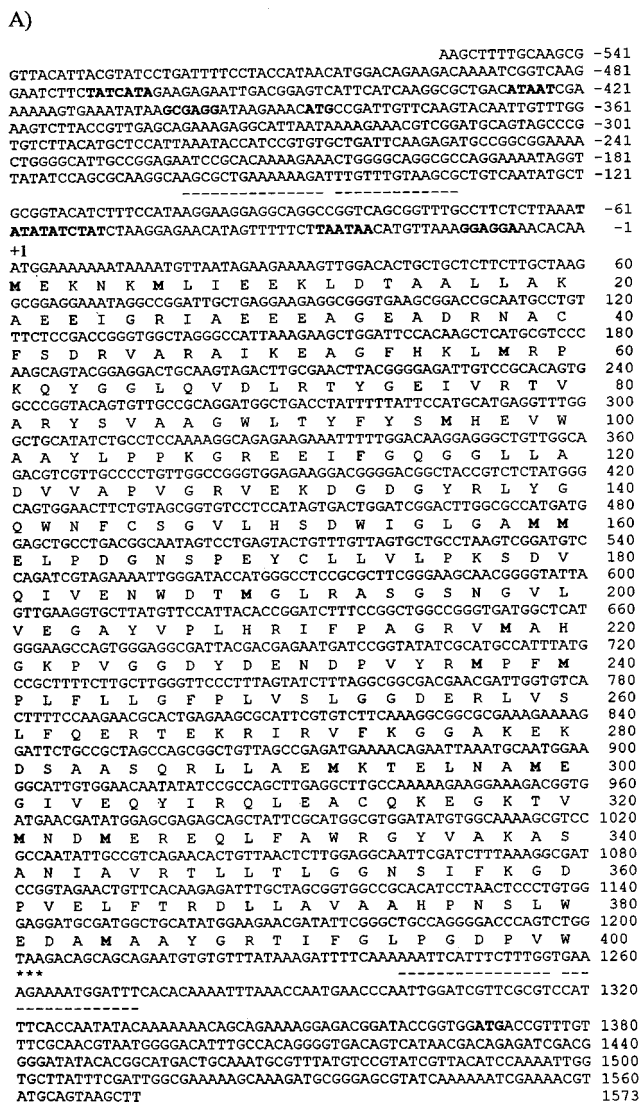 A)
AAGCTTTTGCAAGCG -541
GTTACATTACGTATCCTGATTTTCCTACCATAACATGGACAGAAGACAAAATCGGTCAAG -481
GAATCTTCTATCATAGAAGAGAATTGACGGAGTCATTCATCAAGGCGCTGACATAATCGA -421
AAAAAGTGAAATATAAGCGAGGATAAGAAACATGCCGATTGTTCAAGTACAATTGTTTGG -361
AAGTCTTACCGTTGAGCAGAAAGAGGCATTAATAAAAGAAACGTCGGATGCAGTAGCCCG -301
TGTCTTACATGCTCCATTAAATACCATCCGTGTGCTGATTCAAGAGATGCCGGCGGAAAA -241
CTGGGGCATTGCCGGAGAATCCGCACAAAAGAAACTGGGGCAGGCGCCAGGAAAATAGGT -181
TATATCCAGCGCAAGGCAAGCGCTGAAAAAAGATTTGTTTGTAAGCGCTGTCAATATGCT -121
-------------- -----------
GCGGTACATCTTTCCATAAGGAAGGAGGCAGGCCGGTCAGCGGTTTGCCTTCTCTTAAAT -61
ATATATCTATCTAAGGAGAACATAGTTTTTCTTAATAACATGTTAAAGGAGGAAACACAA -1
+1
ATGGAAAAAAATAAAATGTTAATAGAAGAAAAGTTGGACACTGCTGCTCTTCTTGCTAAG 60
M E K N K M L I E E K L D T A A L L A K 20
GCGGAGGAAATAGGCCGGATTGCTGAGGAAGAGGCGGGTGAAGCGGACCGCAATGCCTGT 120
A E E I G R I A E E E A G E A D R N A C 40
TTCTCCGACCGGGTGGCTAGGGCCATTAAAGAAGCTGGATTCCACAAGCTCATGCGTCCC 180
F S D R V A R A I K E A G F H K L M R P 60
AAGCAGTACGGAGGACTGCAAGTAGACTTGCGAACTTACGGGGAGATTGTCCGCACAGTG 240
K Q Y G G L Q V D L R T Y G E I V R T V 80
GCCCGGTACAGTGTTGCCGCAGGATGGCTGACCTATTTTTATTCCATGCATGAGGTTTGG 300
A R Y S V A A G W L T Y F Y S M H E V W 100
GCTGCATATCTGCCTCCAAAAGGCAGAGAAGAAATTTTTGGACAAGGAGGGCTGTTGGCA 360
A A Y L P P K G R E E I F G Q G G L L A 120
GACGTCGTTGCCCCTGTTGGCCGGGTGGAGAAGGACGGGGACGGCTACCGTCTCTATGGG 420
D V V A P V G R V E K D G D G Y R L Y G 140
CAGTGGAACTTCTGTAGCGGTGTCCTCCATAGTGACTGGATCGGACTTGGCGCCATGATG 480
Q W N F C S G V L H S D W I G L G A M M 160
GAGCTGCCTGACGGCAATAGTCCTGAGTACTGTTTGTTAGTGCTGCCTAAGTCGGATGTC 540
E L P D G N S P E Y C L L V L P K S D V 180
CAGATCGTAGAAAATTGGGATACCATGGGCCTCCGCGCTTCGGGAAGCAACGGGGTATTA 600
Q I V E N W D T M G L R A S G S N G V L 200
GTTGAAGGTGCTTATGTTCCATTACACCGGATCTTTCCGGCTGGCCGGGTGATGGCTCAT 660
V E G A Y V P L H R I F P A G R V M A H 220
GGGAAGCCAGTGGGAGGCGATTACGACGAGAATGATCCGGTATATCGCATGCCATTTATG 720
G K P V G G D Y D E N D P V Y R M P F M 240
CCGCTTTTCTTGCTTGGGTTCCCTTTAGTATCTTTAGGCGGCGACGAACGATTGGTGTCA 780
P L F L L G F P L V S L G G D E R L V S 260
CTTTTCCAAGAACGCACTGAGAAGCGCATTCGTGTCTTCAAAGGCGGCGCGAAAGAAAAG 840
L F Q E R T E K R I R V F K G G A K E K 280
GATTCTGCCGCTAGCCAGCGGCTGTTAGCCGAGATGAAAACAGAATTAAATGCAATGGAA 900
D S A A S Q R L L A E M K T E L N A M E 300
GGCATTGTGGAACAATATATCCGCCAGCTTGAGGCTTGCCAAAAAGAAGGAAAGACGGTG 960
G I V E Q Y I R Q L E A C Q K E G K T V 320
ATGAACGATATGGAGCGAGAGCAGCTATTCGCATGGCGTGGATATGTGGCAAAAGCGTCC 1020
M N D M E R E Q L F A W R G Y V A K A S 340
GCCAATATTGCCGTCAGAACACTGTTAACTCTTGGAGGCAATTCGATCTTTAAAGGCGAT 1080
A N I A V R T L L T L G G N S I F K G D 360
CCGGTAGAACTGTTCACAAGAGATTTGCTAGCGGTGGCCGCACATCCTAACTCCCTGTGG 1140
P V E L F T R D L L A V A A H P N S L W 380
GAGGATGCGATGGCTGCATATGGAAGAACGATATTCGGGCTGCCAGGGGACCCAGTCTGG 1200
E D A M A A Y G R T I F G L P G D P V W 400
TAAGACAGCAGCAGAATGTGTGTTTATAAAGATTTTCAAAAAATTCATTTCTTTGGTGAA 1260
*** ---------------- ---
AGAAAATGGATTTCACACAAAATTTAAACCAATGAACCCAATTGGATCGTTCGCGTCCAT 1320
-------------
TTCACCAATATACAAAAAAACAGCAGAAAAGGAGACGGATACCGGTGGATGACCGTTTGT 1380
TTCGCAACGTAATGGGGACATTTGCCACAGGGGTGACAGTCATAACGACAGAGATCGACG 1440
GGGATATACACGGCATGACTGCAAATGCGTTTATGTCCGTATCGTTACATCCAAAATTGG 1500
TGCTTATTTCGATTGGCGAAAAAGCAAAGATGCGGGAGCGTATCAAAAAATCGAAAACGT 1560
ATGCAGTAAGCTT 1573